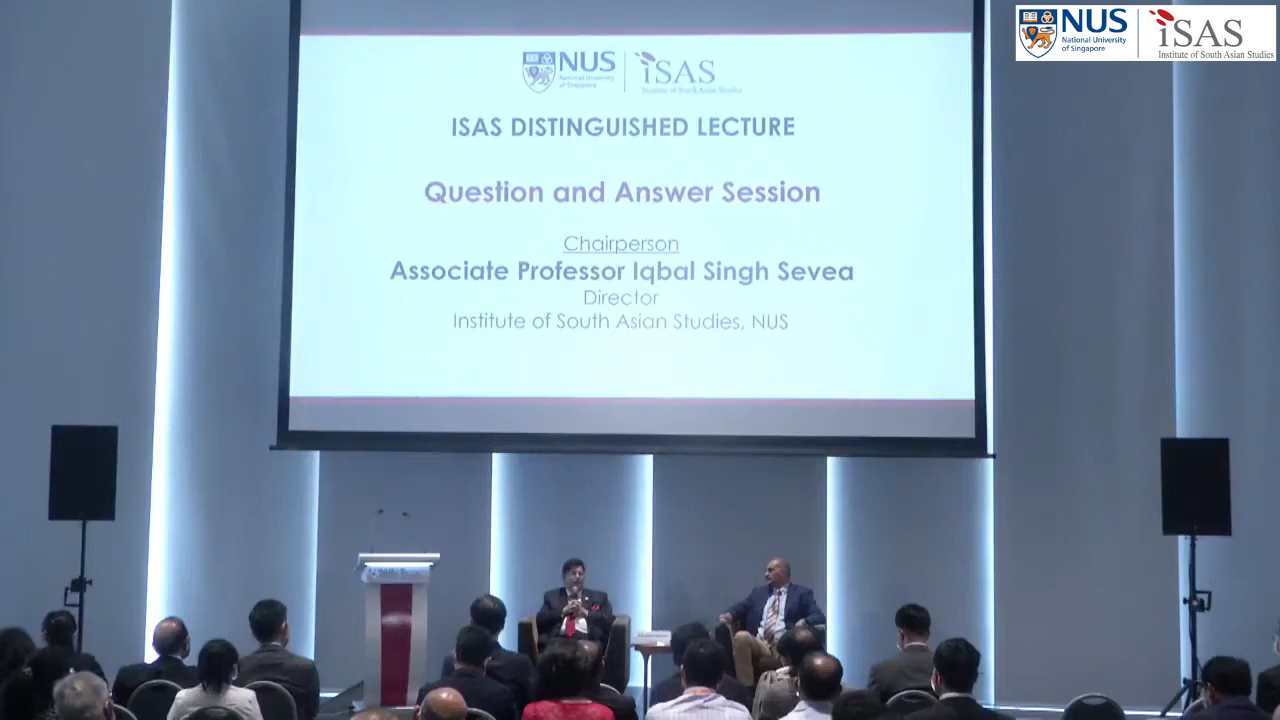 NUS
National University
of Singapore
iSAS
Institute of South Asian Studies
NUS
National University
of Singapore
iSAS
Institute of South Asian Studies
ISAS DISTINGUISHED LECTURE
Question and Answer Session
Chairperson
Associate Professor Iqbal Singh Sevea
Director
Institute of South Asian Studies, NUS